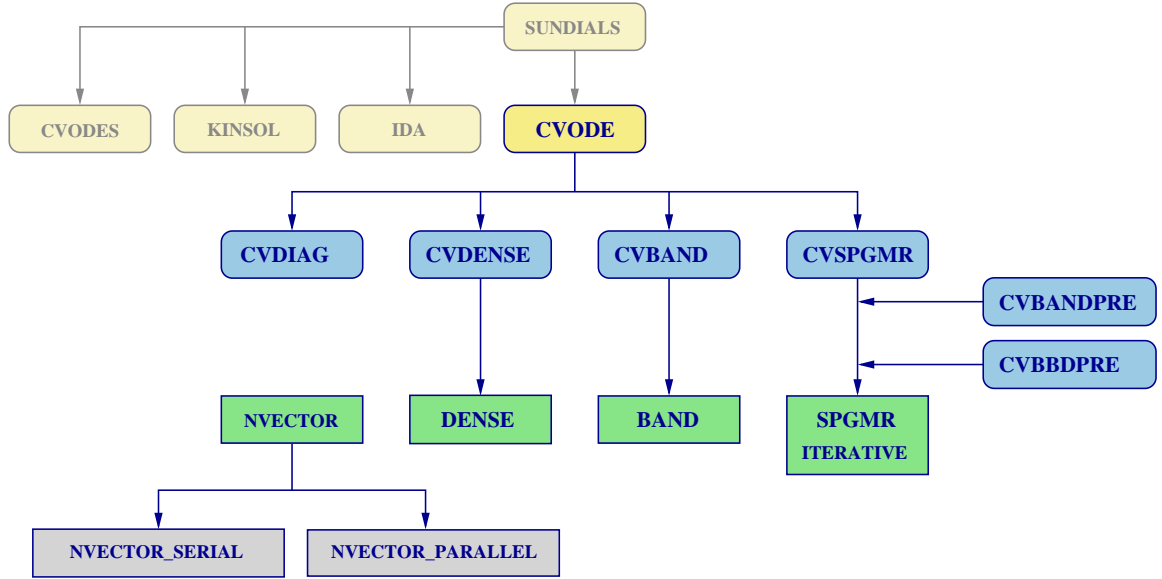 SUNDIALS
CVODES
KINSOL
IDA
CVODE
CVDIAG
CVDENSE
CVBAND
CVSPGMR
CVBANDPRE
CVBBDPRE
NVECTOR
DENSE
BAND
SPGMR
ITERATIVE
NVECTOR_SERIAL
NVECTOR_PARALLEL